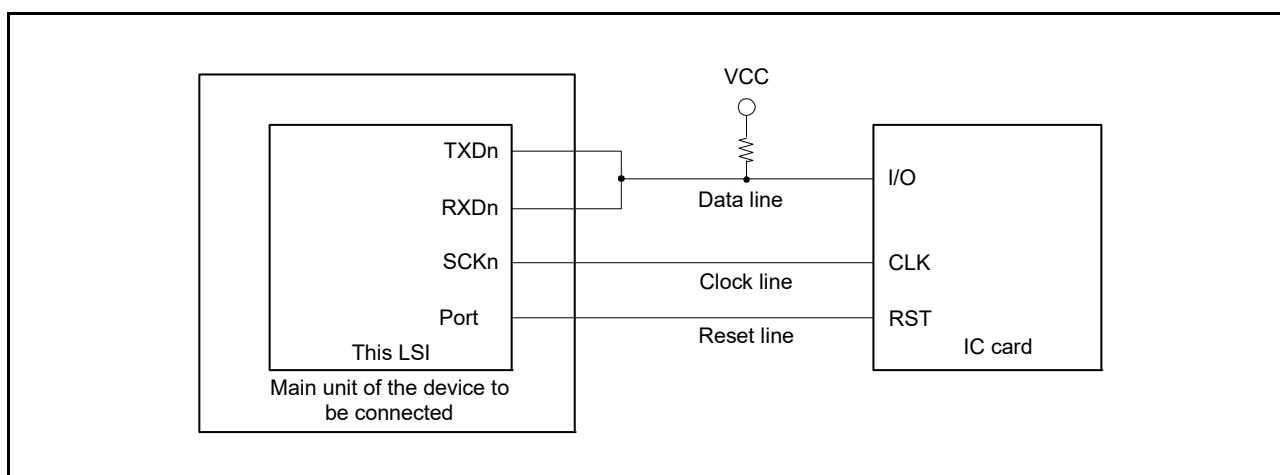 VCC
TXDn
RXDn
SCKn
Port
This LSI
Main unit of the device to
be connected
Data line
Clock line
Reset line
I/O
CLK
RST
IC card